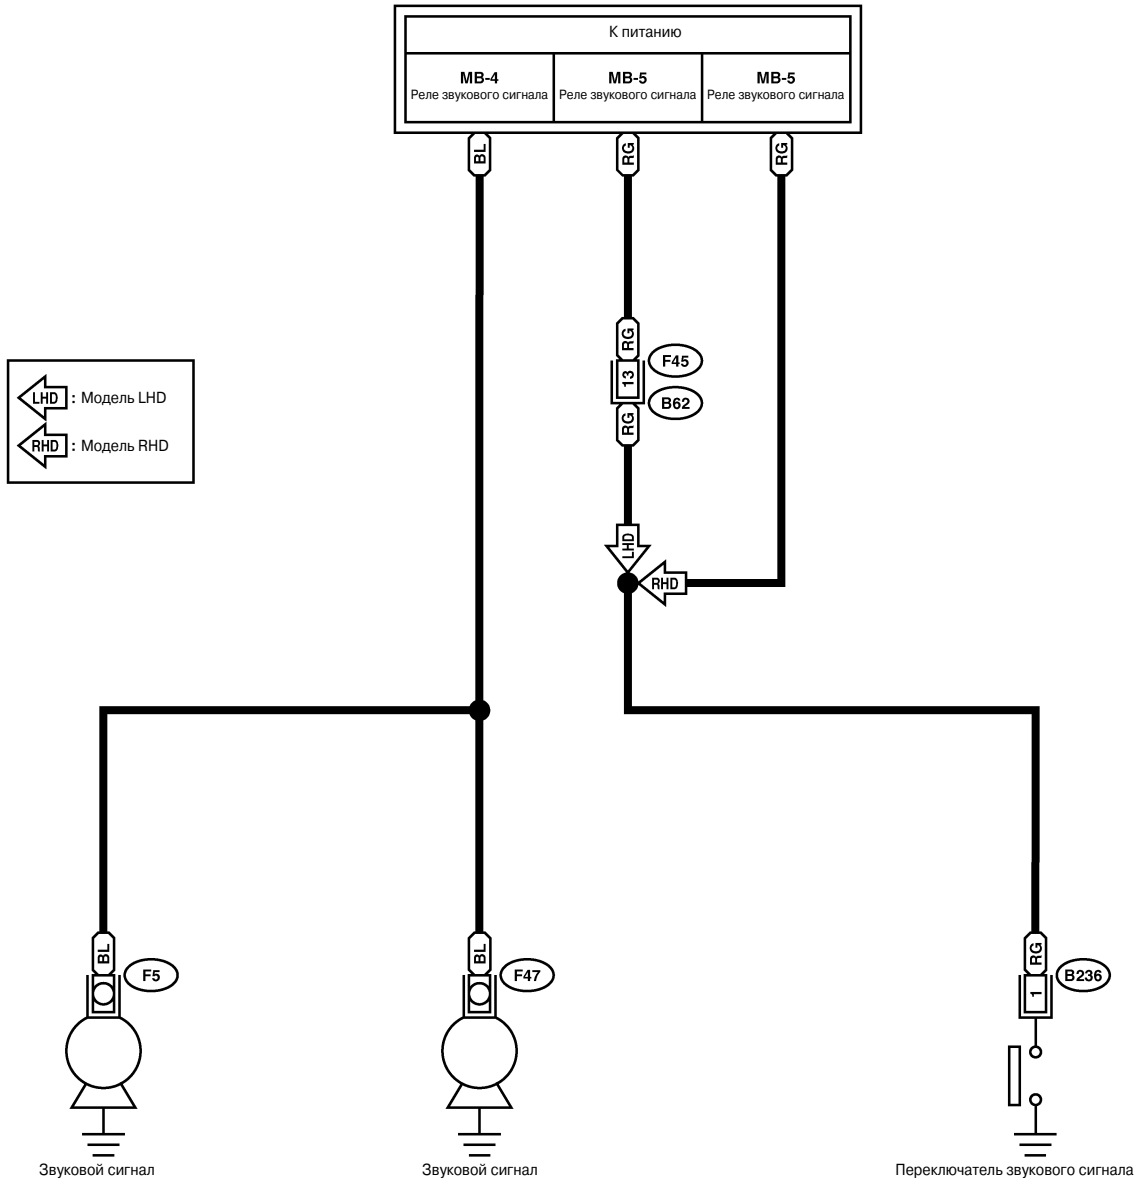 К питанию
MB-4
Реле звукового сигнала
MB-5
Реле звукового сигнала
MB-5
Реле звукового сигнала
BL
RG
RG
RG
13
F45
B62
RG
LHD : Модель LHD
RHD : Модель RHD
LHD
RHD
BL
F5
BL
F47
RG
1
B236
Звуковой сигнал
Звуковой сигнал
Переключатель звукового сигнала